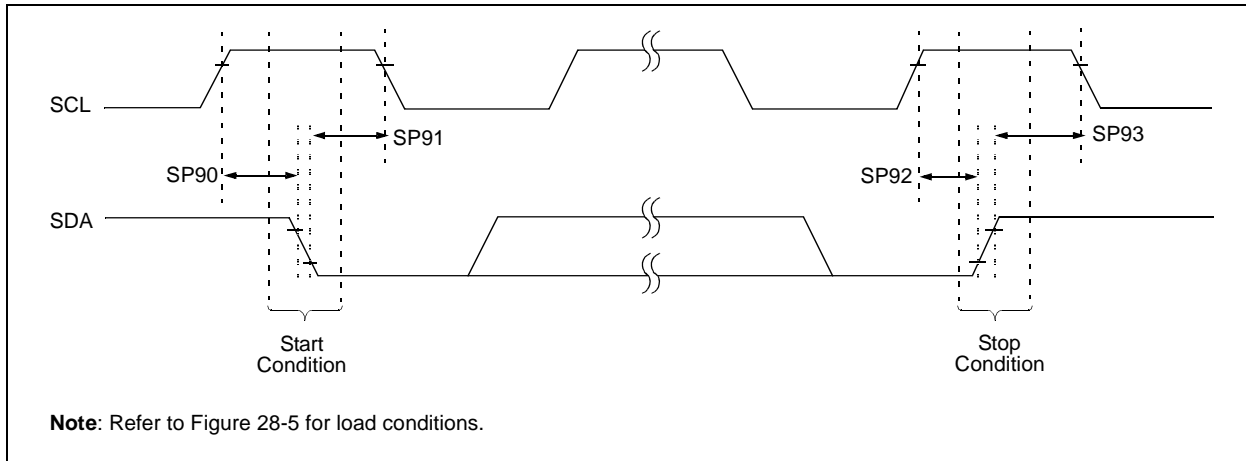 SCL
SP91
SP93
SP90
SP92
SDA
Start
Condition
Stop
Condition
Note: Refer to Figure 28-5 for load conditions.